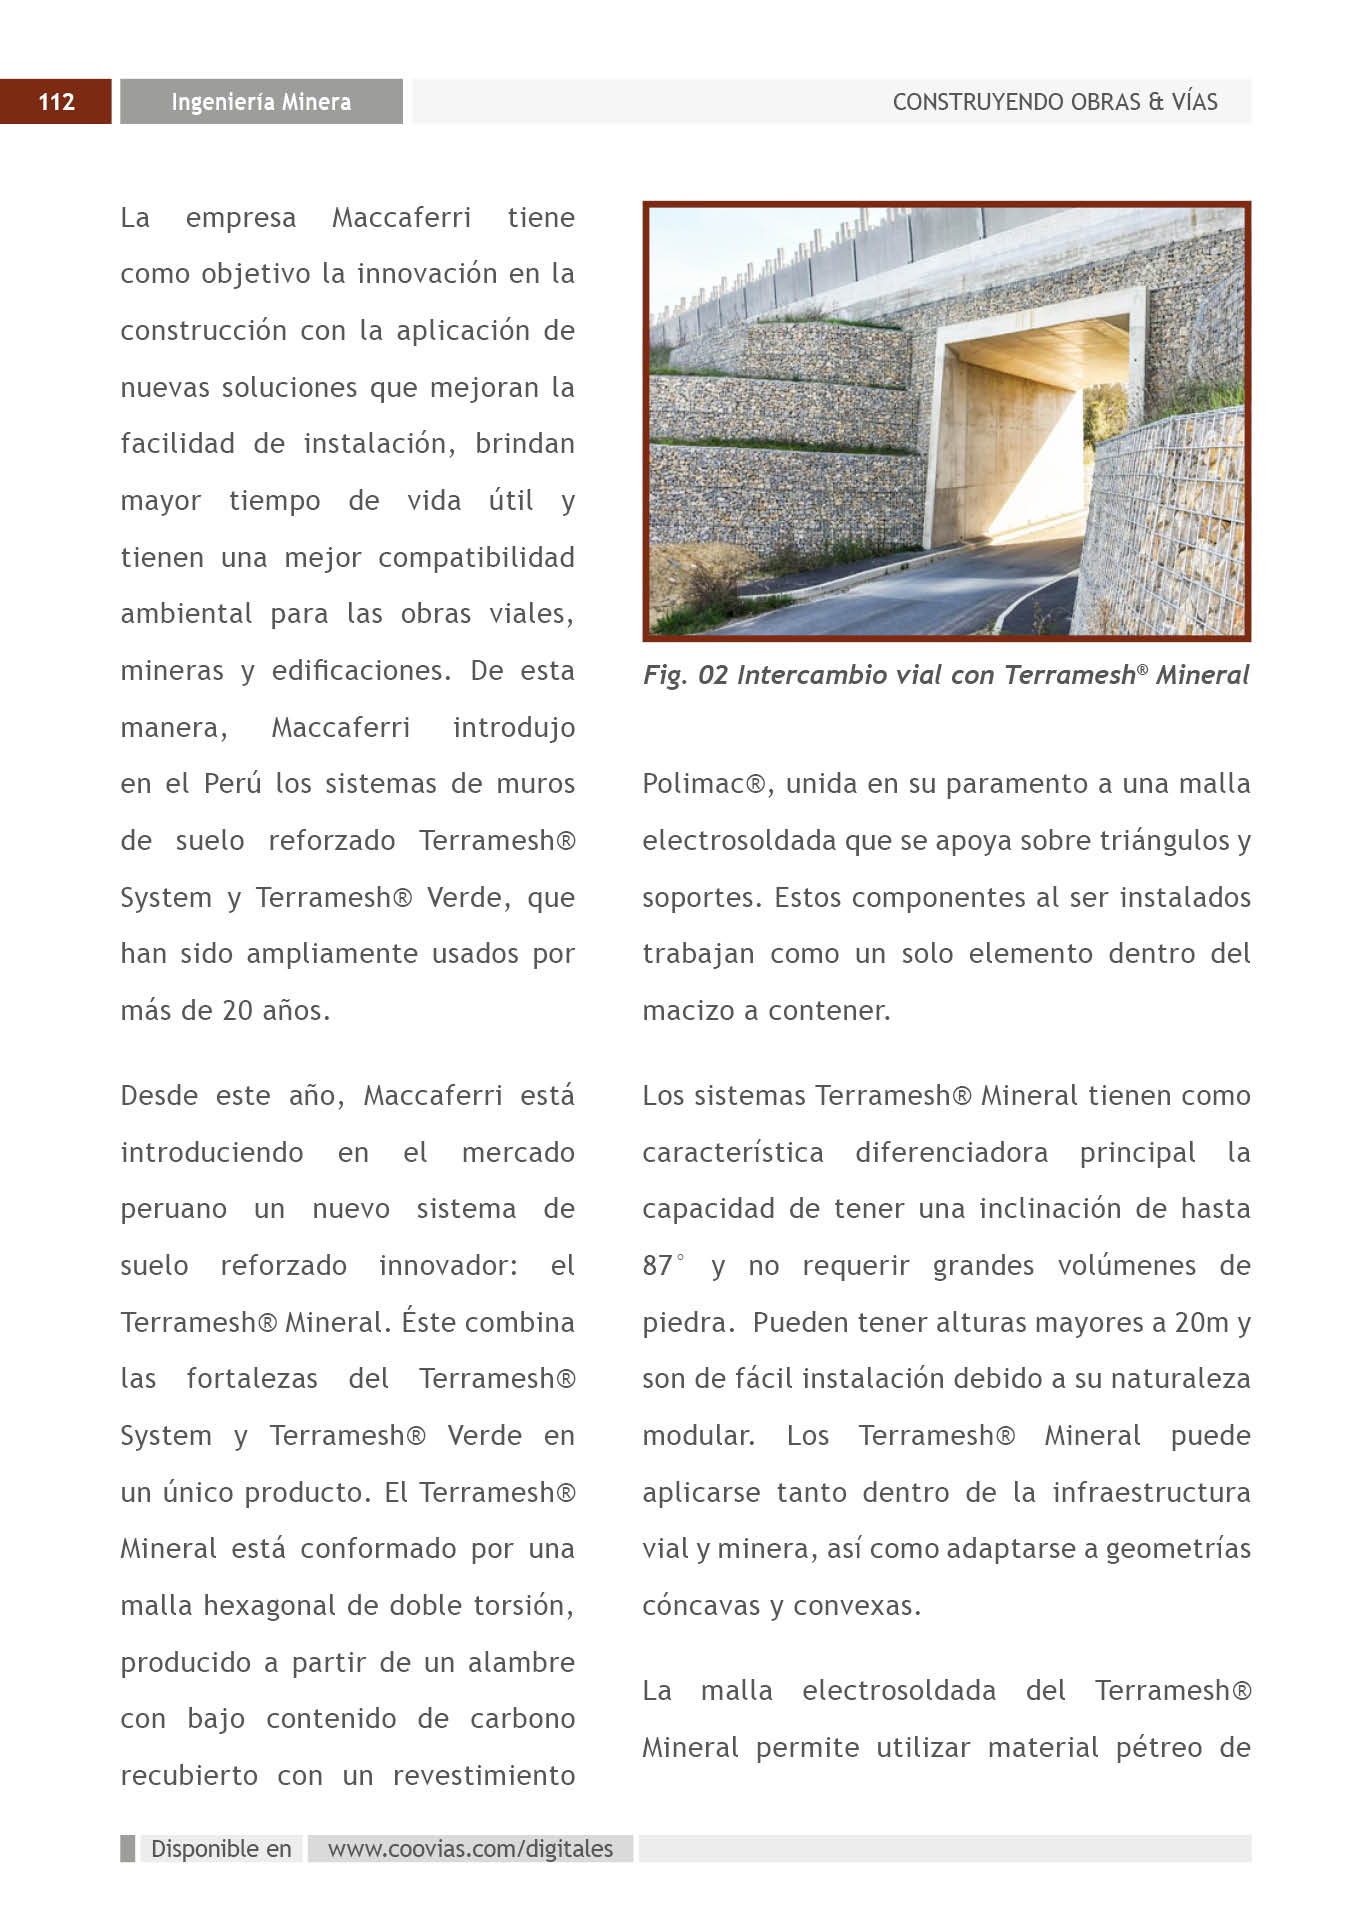 112
Ingeniería Minera
CONSTRUYENDO OBRAS & VÍAS
La empresa Maccaferri tiene
como objetivo la innovación en la
construcción con la aplicación de
nuevas soluciones que mejoran la
facilidad de instalación, brindan
mayor tiempo de vida útil y
tienen una mejor compatibilidad
ambiental para las obras viales,
mineras y edificaciones. De esta
manera, Maccaferri introdujo
en el Perú los sistemas de muros
de suelo reforzado Terramesh®
System y Terramesh® Verde, que
han sido ampliamente usados por
más de 20 años.
Desde este año, Maccaferri está
introduciendo en el mercado
peruano un nuevo sistema de
suelo reforzado innovador: el
Terramesh® Mineral. Éste combina
las fortalezas del Terramesh®
System y Terramesh® Verde en
un único producto. El Terramesh®
Mineral está conformado por una
malla hexagonal de doble torsión,
producido a partir de un alambre
con bajo contenido de carbono
recubierto con un revestimiento
Fig. 02 Intercambio vial con Terramesh® Mineral
Polimac®, unida en su paramento a una malla
electrosoldada que se apoya sobre triángulos y
soportes. Estos componentes al ser instalados
trabajan como un solo elemento dentro del
macizo a contener.
Los sistemas Terramesh® Mineral tienen como
característica diferenciadora principal la
capacidad de tener una inclinación de hasta
87° y no requerir grandes volúmenes de
piedra. Pueden tener alturas mayores a 20m y
son de fácil instalación debido a su naturaleza
modular. Los Terramesh® Mineral puede
aplicarse tanto dentro de la infraestructura
vial y minera, así como adaptarse a geometrías
cóncavas y convexas.
La malla electrosoldada del Terramesh®
Mineral permite utilizar material pétreo de
Disponible en
www.coovias.com/digitales